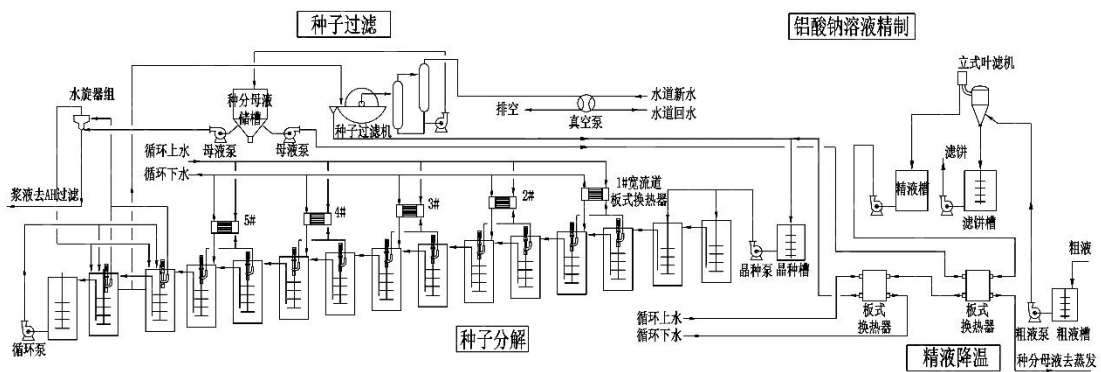 种子过滤
铝酸钠溶液精制
立式叶滤机
水旋器组
种分母液
储槽
种子过滤机
排空
真空泵
水道新水
水道回水
母液泵
母液泵
循环上水
循环下水
浆液去AH过滤
滤饼
精液槽
滤饼槽
1#宽流道
板式换热器
2#
3#
4#
5#
晶种泵
晶种槽
粗液
板式
换热器
板式
换热器
粗液泵
粗液槽
循环上水
循环下水
循环泵
种子分解
精液降温
种分母液去蒸发